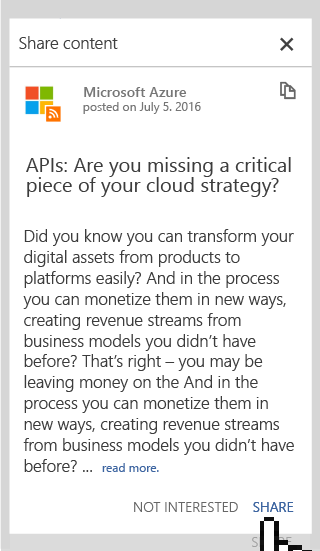 Share content
Microsoft Azure
posted on July 5. 2016
APIs: Are you missing a critical
piece of your cloud strategy?
Did you know you can transform your
digital assets from products to
platforms easily? And in the process
you can monetize them in new ways,
creating revenue streams from
business models you didn't have
before? That's right – you may be
leaving money on the And in the
process you can monetize them in
new ways, creating revenue streams
from business models you didn't have
before? ... read more.
NOT INTERESTED SHARE